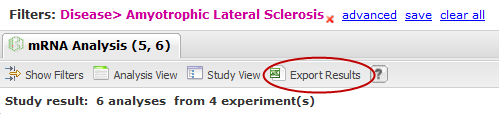 Filters: Disease> Amyotrophic Lateral Sclerosis advanced save clear all
mRNA Analysis (5, 6)
Show Filters Analysis View Study View Export Results ?
Study result: 6 analyses from 4 experiment(s)